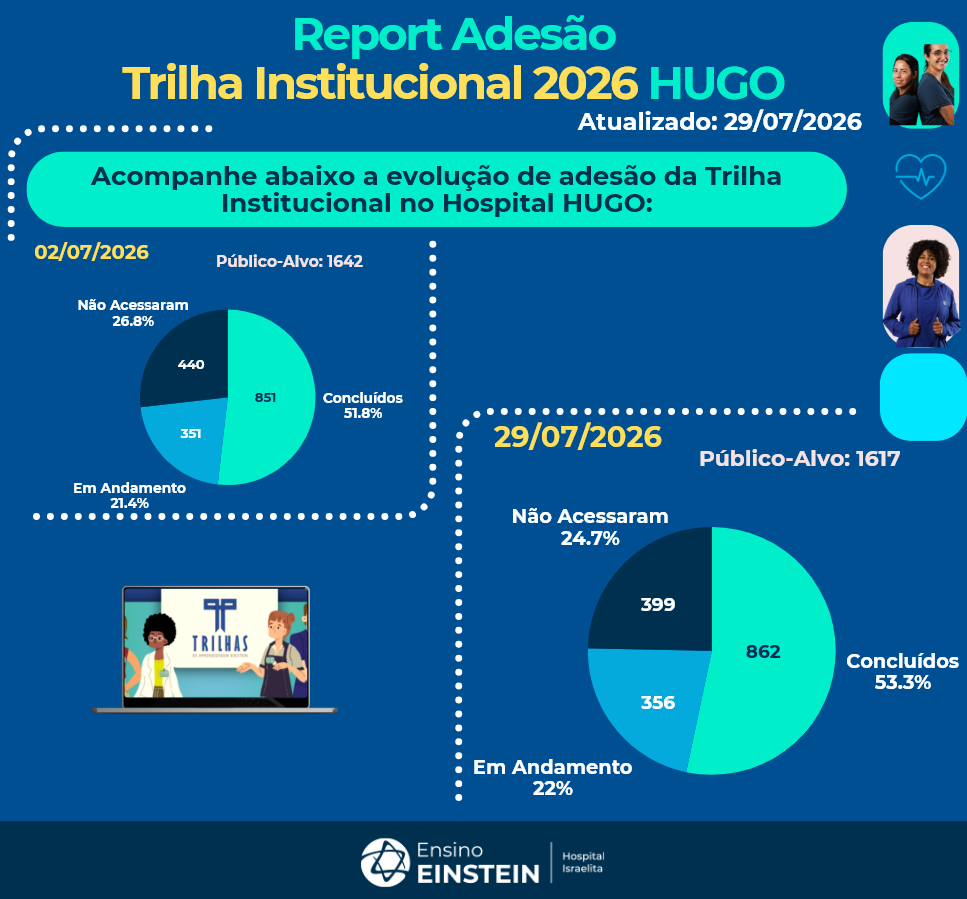 Report Adesão
Trilha Institucional 2026 HUGO
Atualizado: 29/07/2026
Acompanhe abaixo a evolução de adesão da Trilha
Institucional no Hospital HUGO:
02/07/2026
Público-Alvo: 1642
Não Acessaram
26.8%
440
851
Concluídos
51.8%
351
Em Andamento
21.4%
29/07/2026
Público-Alvo: 1617
Não Acessaram
24.7%
399
862
Concluídos
53.3%
356
Em Andamento
22%
TRILHAS
Ensino
EINSTEIN
Hospital
Israelita